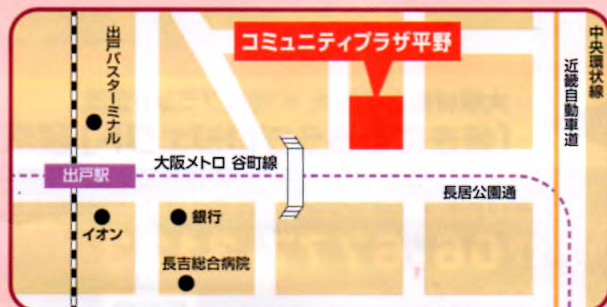 コミュニティプラザ平野
出戸バスターミナル
中央環状線
近畿自動車道
大阪メトロ 谷町線
出戸駅
長居公園通
イオン
銀行
長吉総合病院